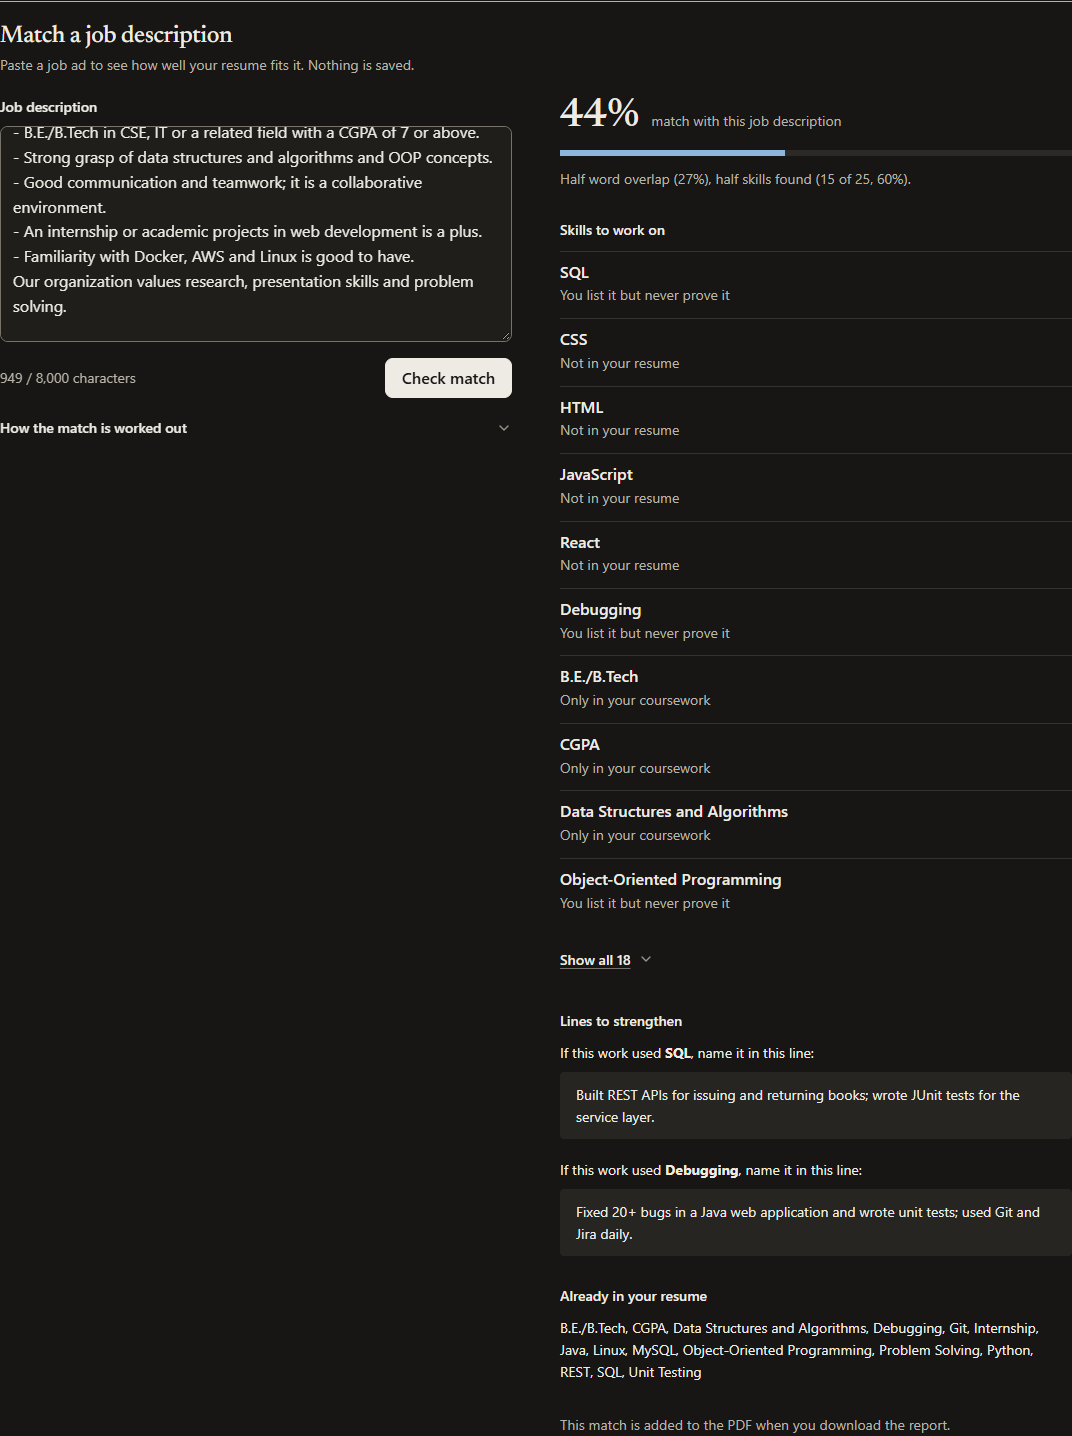 Match a job description
Paste a job ad to see how well your resume fits it. Nothing is saved.
Job description
- B.E./B.Tech in CSE, IT or a related field with a CGPA of 7 or above.
- Strong grasp of data structures and algorithms and OOP concepts.
- Good communication and teamwork; it is a collaborative
environment.
- An internship or academic projects in web development is a plus.
- Familiarity with Docker, AWS and Linux is good to have.
Our organization values research, presentation skills and problem
solving.
949 / 8,000 characters
Check match
How the match is worked out
44% match with this job description
Half word overlap (27%), half skills found (15 of 25, 60%).
Skills to work on
SQL
You list it but never prove it
CSS
Not in your resume
HTML
Not in your resume
JavaScript
Not in your resume
React
Not in your resume
Debugging
You list it but never prove it
B.E./B.Tech
Only in your coursework
CGPA
Only in your coursework
Data Structures and Algorithms
Only in your coursework
Object-Oriented Programming
You list it but never prove it
Show all 18
Lines to strengthen
If this work used SQL, name it in this line:
Built REST APIs for issuing and returning books; wrote JUnit tests for the
service layer.
If this work used Debugging, name it in this line:
Fixed 20+ bugs in a Java web application and wrote unit tests; used Git and
Jira daily.
Already in your resume
B.E./B.Tech, CGPA, Data Structures and Algorithms, Debugging, Git, Internship,
Java, Linux, MySQL, Object-Oriented Programming, Problem Solving, Python,
REST, SQL, Unit Testing
This match is added to the PDF when you download the report.